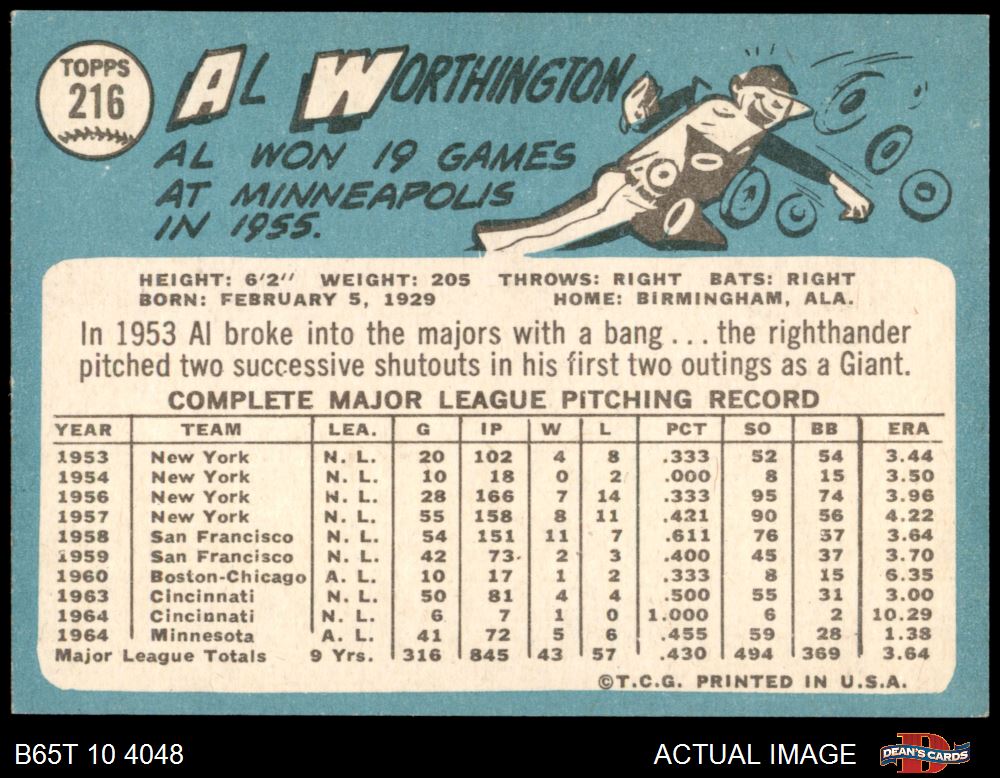 TOPPS
216
AL WORTHINGTON
AL WON 19 GAMES
AT MINNEAPOLIS
IN 1955.
HEIGHT: 6'2" WEIGHT: 205 THROWS: RIGHT BATS: RIGHT
BORN: FEBRUARY 5, 1929 HOME: BIRMINGHAM, ALA.
In 1953 Al broke into the majors with a bang... the righthander
pitched two successive shutouts in his first two outings as a Giant.
COMPLETE MAJOR LEAGUE PITCHING RECORD
YEAR TEAM LEA. G IP W L PCT SO BB ERA
1953 New York N. L. 20 102 4 8 .333 52 54 3.44
1954 New York N. L. 10 18 0 2 .000 8 15 3.50
1956 New York N. L. 28 166 7 14 .333 95 74 3.96
1957 New York N. L. 55 158 8 11 .421 90 56 4.22
1958 San Francisco N. L. 54 151 11 7 .611 76 57 3.64
1959 San Francisco N. L. 42 73 2 3 .400 45 37 3.70
1960 Boston-Chicago A. L. 10 17 1 2 .333 8 15 6.35
1963 Cincinnati N. L. 50 81 4 4 .500 55 31 3.00
1964 Cincinnati N. L. 6 7 1 0 1.000 6 2 10.29
1964 Minnesota A. L. 41 72 5 6 .455 59 28 1.38
Major League Totals 9 Yrs. 316 845 43 57 .430 494 369 3.64
©T.C.G. PRINTED IN U.S.A.
B65T 10 4048 ACTUAL IMAGE DEAN'S CARDS